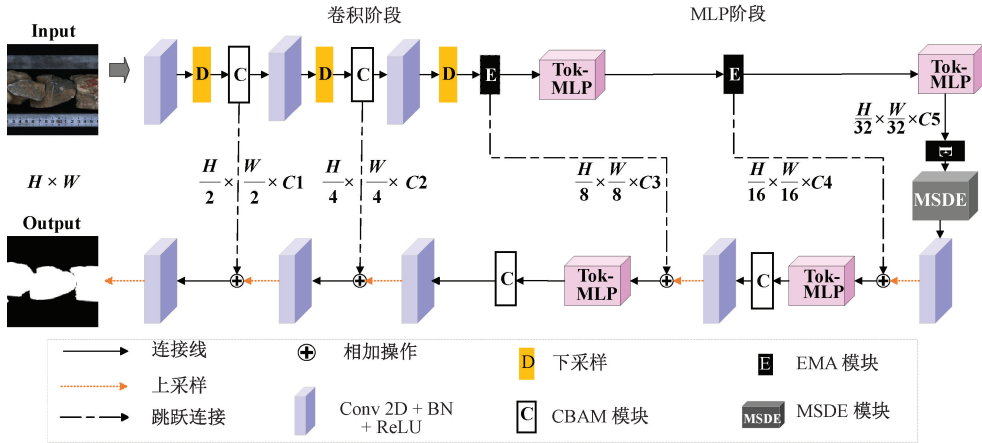 卷积阶段
MLP阶段
Input
D
C
D
C
D
E
Tok-
MLP
E
Tok-
MLP
H/32 × W/32 × C5
E
MSDE
H × W
H/2 × W/2 × C1
H/4 × W/4 × C2
H/8 × W/8 × C3
H/16 × W/16 × C4
Output
C
Tok-
MLP
C
Tok-
MLP
连接线
相加操作
D 下采样
E EMA 模块
上采样
跳跃连接
Conv 2D + BN
+ ReLU
C CBAM 模块
MSDE MSDE 模块